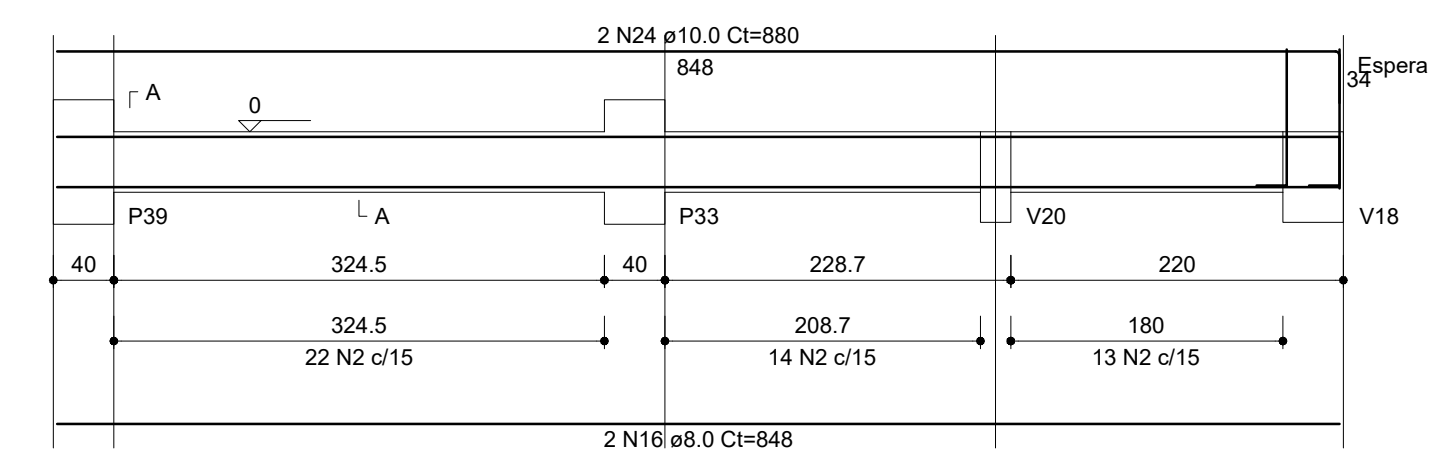 2 N24 ø10.0 Ct=880
848
Espera
34
A
0
P39
A
P33
V20
V18
40
324.5
40
228.7
220
324.5
208.7
180
22 N2 c/15
14 N2 c/15
13 N2 c/15
2 N16 ø8.0 Ct=848